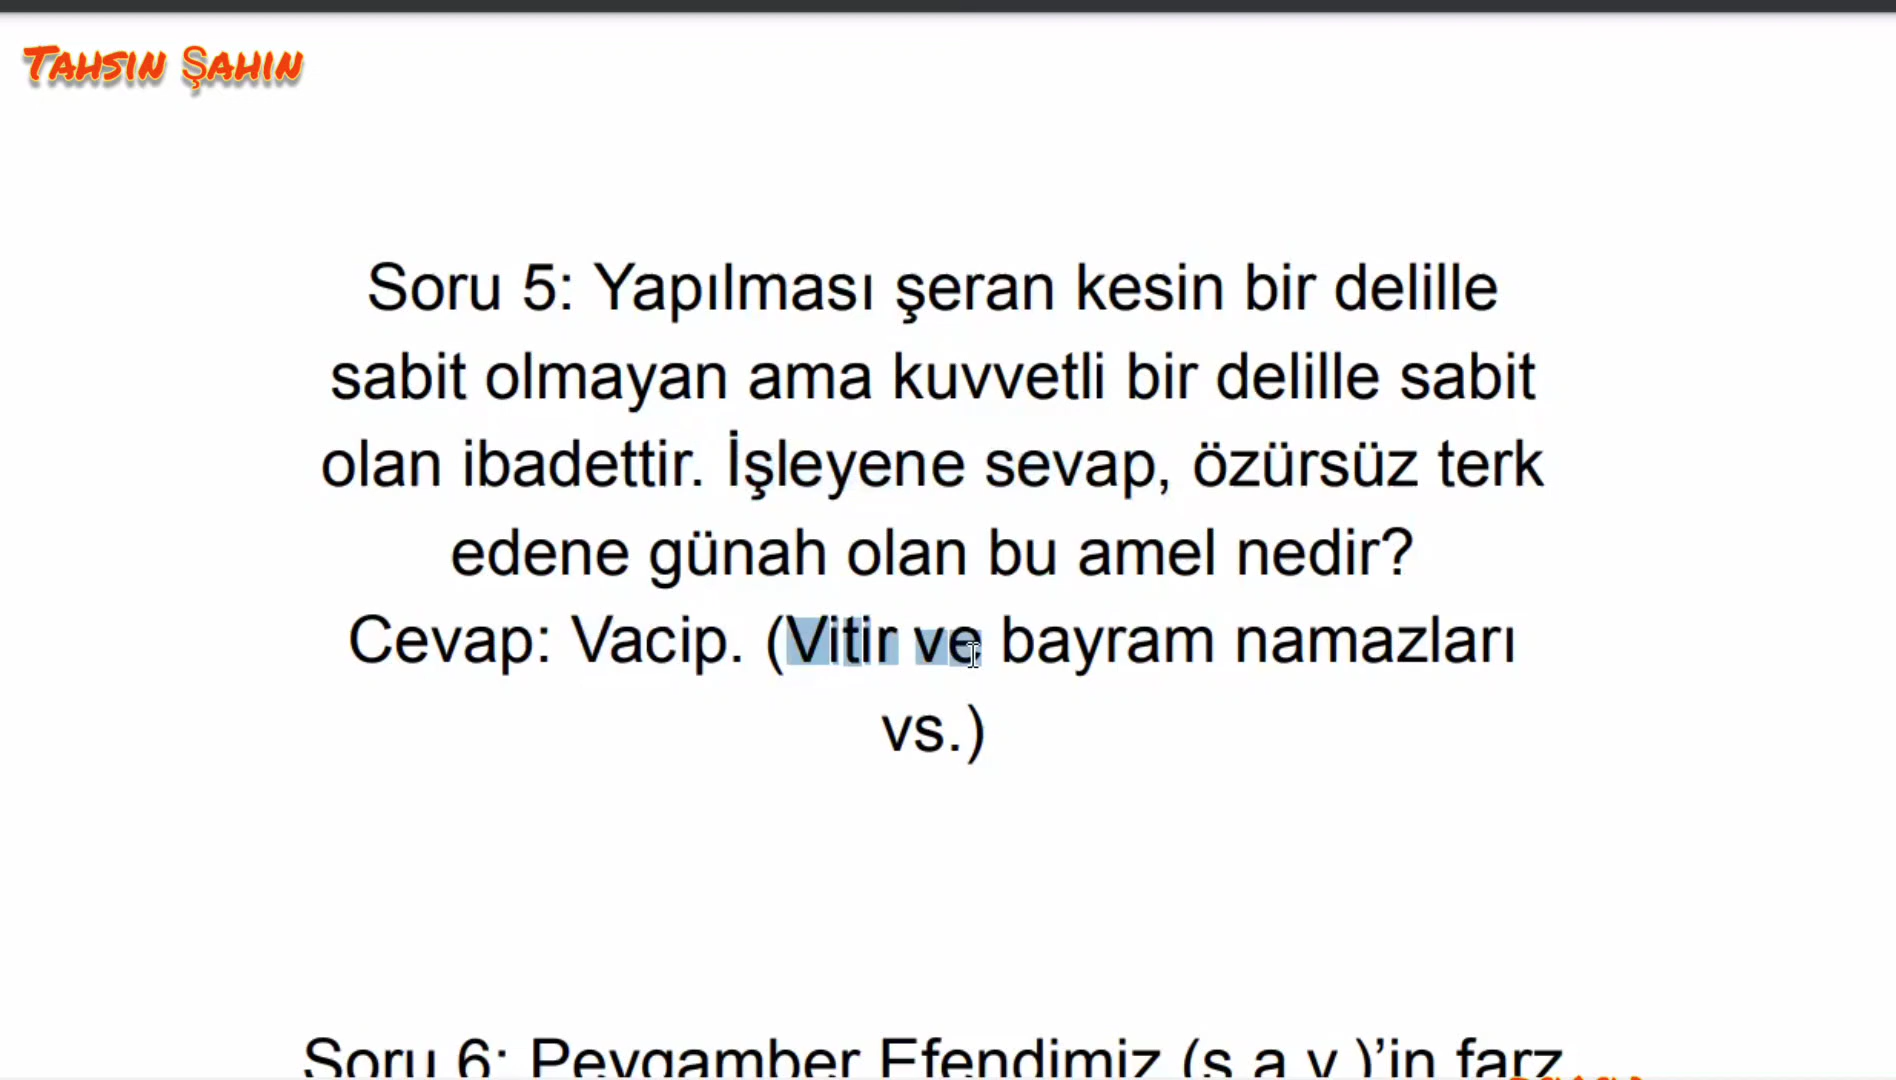 TAHSIN ŞAHIN
Soru 5: Yapılması şeran kesin bir delille
sabit olmayan ama kuvvetli bir delille sabit
olan ibadettir. İşleyene sevap, özürsüz terk
edene günah olan bu amel nedir?
Cevap: Vacip. (Vitir ve bayram namazları
vs.)
Soru 6: Peygamber Efendimiz (s.a.v.)’in farz